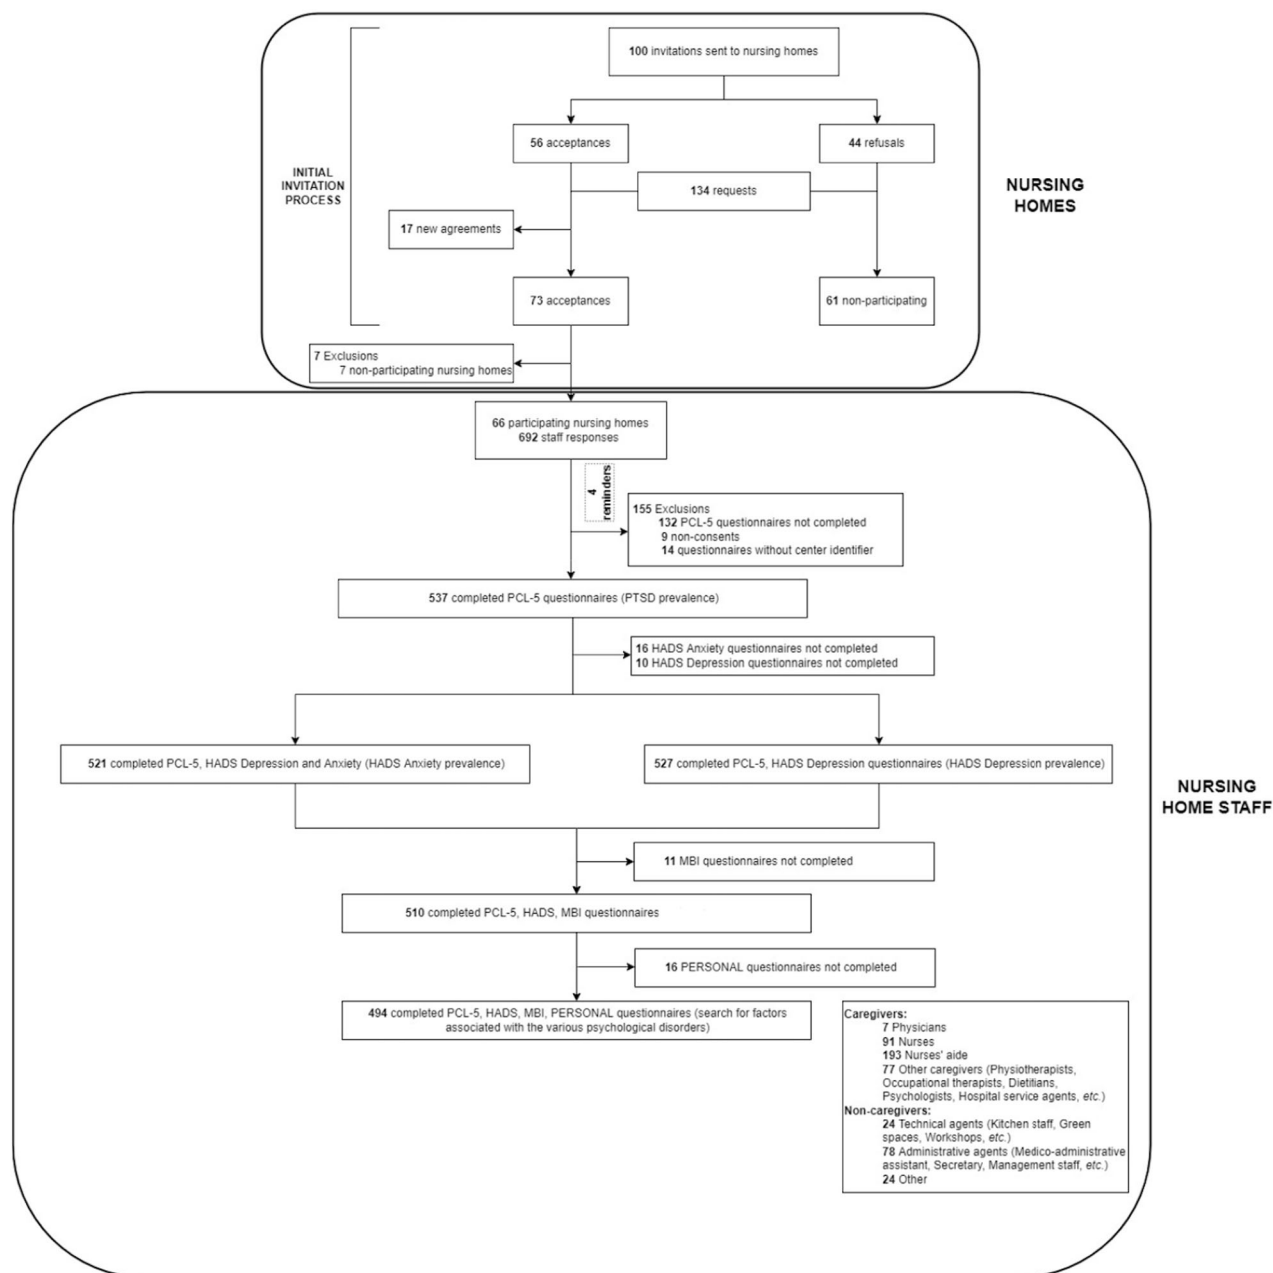 100 invitations sent to nursing homes
56 acceptances
44 refusals
INITIAL
INVITATION
PROCESS
134 requests
NURSING
HOMES
17 new agreements
73 acceptances
61 non-participating
7 Exclusions
7 non-participating nursing homes
66 participating nursing homes
692 staff responses
4
reminders
155 Exclusions
132 PCL-5 questionnaires not completed
9 non-consents
14 questionnaires without center identifier
537 completed PCL-5 questionnaires (PTSD prevalence)
16 HADS Anxiety questionnaires not completed
10 HADS Depression questionnaires not completed
521 completed PCL-5, HADS Depression and Anxiety (HADS Anxiety prevalence)
527 completed PCL-5, HADS Depression questionnaires (HADS Depression prevalence)
NURSING
HOME STAFF
11 MBI questionnaires not completed
510 completed PCL-5, HADS, MBI questionnaires
16 PERSONAL questionnaires not completed
494 completed PCL-5, HADS, MBI, PERSONAL questionnaires (search for factors
associated with the various psychological disorders)
Caregivers:
7 Physicians
91 Nurses
193 Nurses' aide
77 Other caregivers (Physiotherapists,
Occupational therapists, Dietitians,
Psychologists, Hospital service agents, etc.)
Non-caregivers:
24 Technical agents (Kitchen staff, Green
spaces, Workshops, etc.)
78 Administrative agents (Medico-administrative
assistant, Secretary, Management staff, etc.)
24 Other